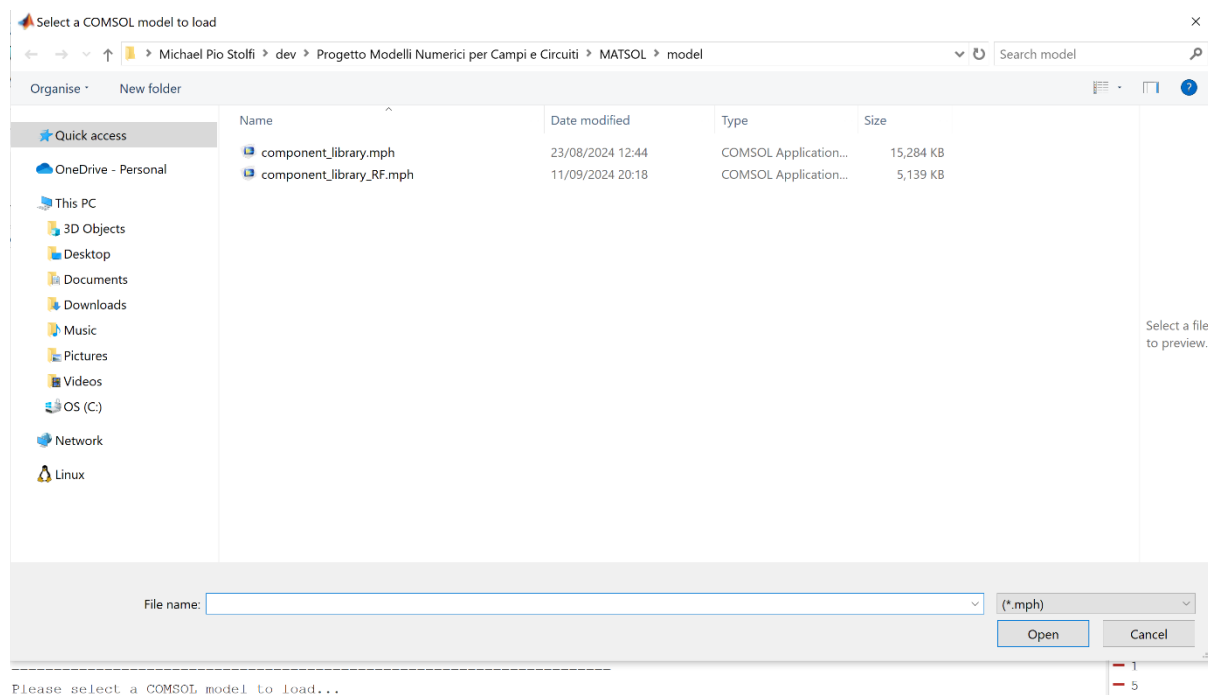 Select a COMSOL model to load
Michael Pio Stolfi > dev > Progetto Modelli Numerici per Campi e Circuiti > MATSOL > model
Search model
Organise
New folder
Name Date modified Type Size
component_library.mph 23/08/2024 12:44 COMSOL Application... 15,284 KB
component_library_RF.mph 11/09/2024 20:18 COMSOL Application... 5,139 KB
Quick access
OneDrive - Personal
This PC
3D Objects
Desktop
Documents
Downloads
Music
Pictures
Videos
OS (C:)
Network
Linux
Select a file
to preview.
File name:
(*.mph)
Open
Cancel
Please select a COMSOL model to load...
1
5